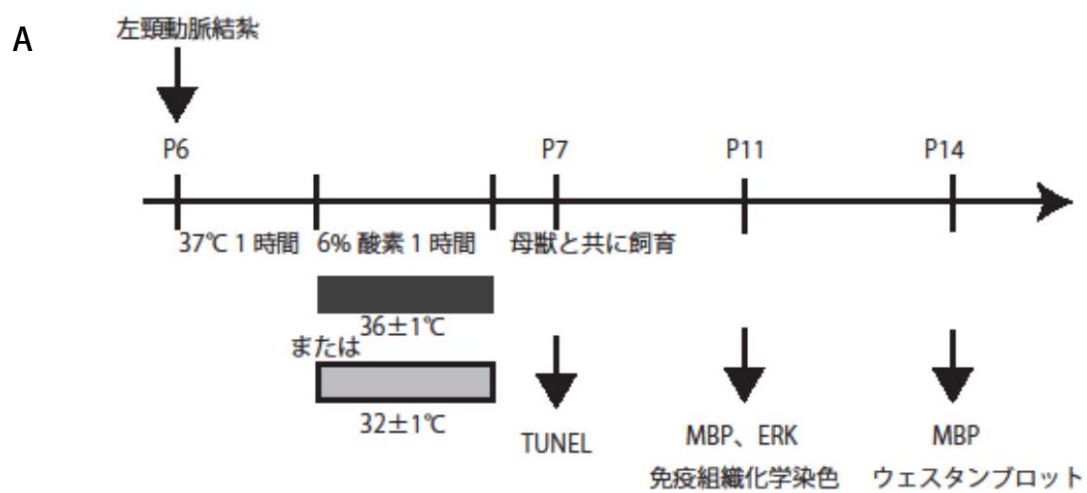 A
左頸動脈結紮
P6
P7
P11
P14
37℃ 1 時間
6% 酸素 1 時間
母獣と共に飼育
36±1℃
または
32±1℃
TUNEL
MBP、ERK
免疫組織化学染色
MBP
ウェスタンブロット